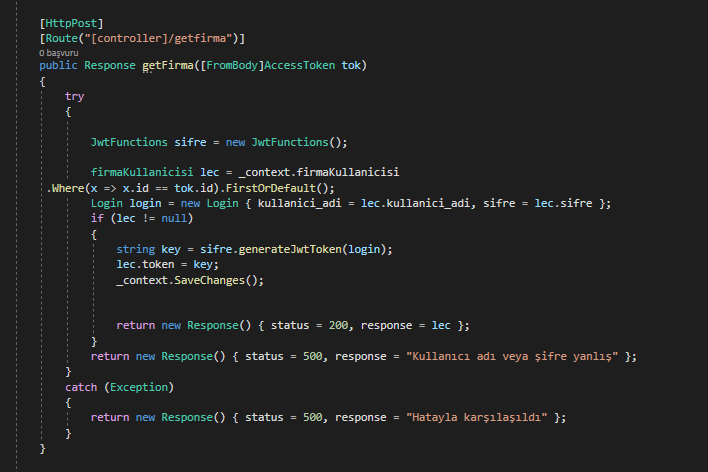 [HttpPost]
[Route("[controller]/getfirma")]
0 başvuru
public Response getFirma([FromBody]AccessToken tok)
{
try
{
JwtFunctions sifre = new JwtFunctions();
firmaKullanicisi lec = _context.firmaKullanicisi
.Where(x => x.id == tok.id).FirstOrDefault();
Login login = new Login { kullanici_adi = lec.kullanici_adi, sifre = lec.sifre };
if (lec != null)
{
string key = sifre.generateJwtToken(login);
lec.token = key;
_context.SaveChanges();
return new Response() { status = 200, response = lec };
}
return new Response() { status = 500, response = "Kullanıcı adı veya şifre yanlış" };
}
catch (Exception)
{
return new Response() { status = 500, response = "Hatayla karşılaşıldı" };
}
}